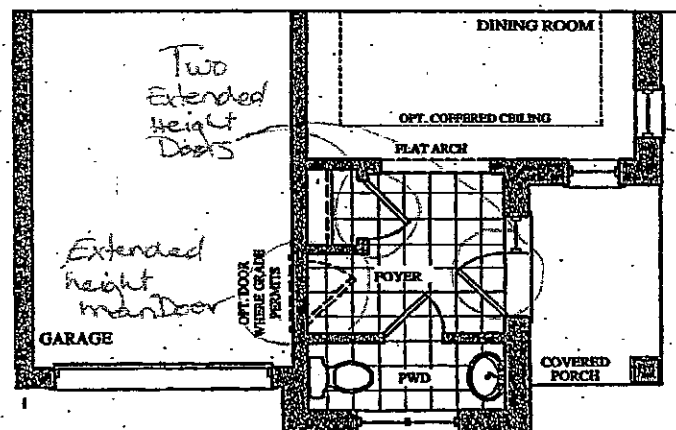 DINING ROOM
Two
Extended
Height
Doors
OPT. COFFERED CEILING
FLAT ARCH
Extended
height
manDoor
OPT. DOOR
WHERE GRADE
PERMITS
FOYER
GARAGE
PWD
COVERED
PORCH